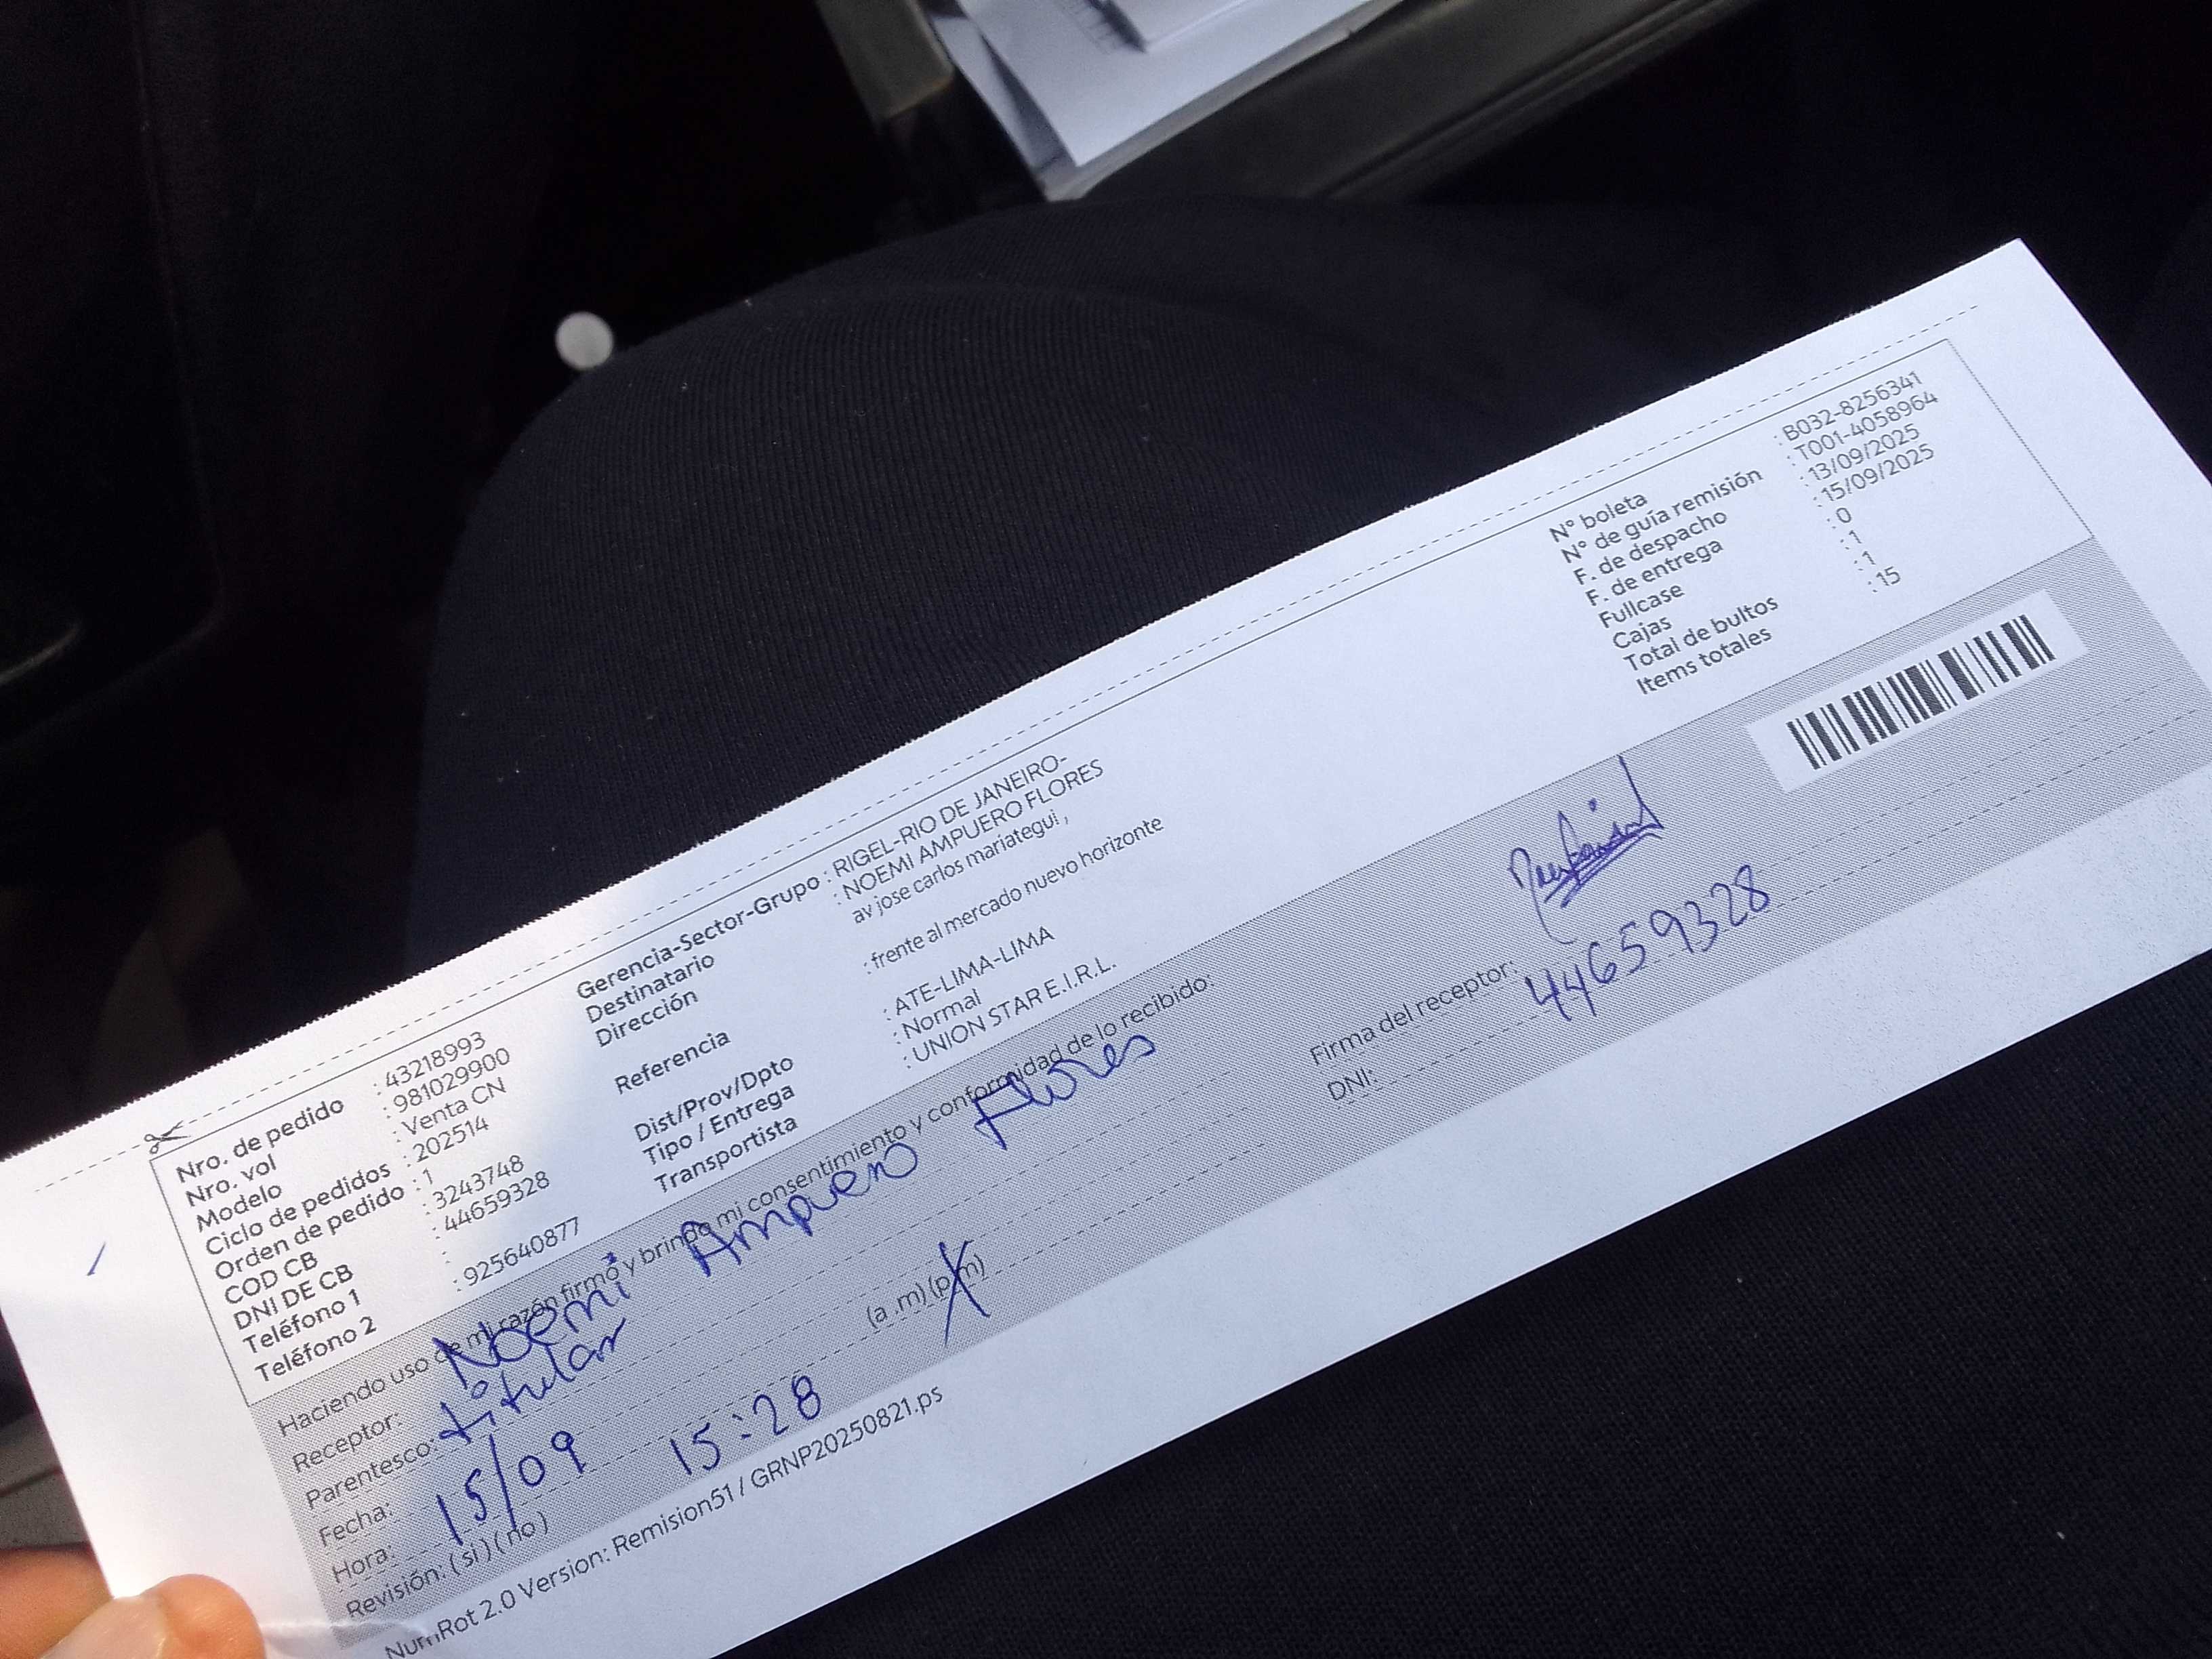 Nro. de pedido : 43218993
Nro. vol : 981029900
Modelo : Venta CN
Ciclo de pedidos : 202514
Orden de pedido : 1
COD CB : 3243748
DNI DE CB : 44659328
Teléfono 1 :
Teléfono 2 : 925640877
Gerencia-Sector-Grupo : RIGEL-RIO DE JANEIRO-
Destinatario : NOEMI AMPUERO FLORES
Dirección av jose carlos mariategui ,
Referencia : frente al mercado nuevo horizonte
Dist/Prov/Dpto : ATE-LIMA-LIMA
Tipo / Entrega : Normal
Transportista : UNION STAR E.I.R.L.
N° boleta : B032-8256341
N° de guía remisión : T001-4058964
F. de despacho : 13/09/2025
F. de entrega : 15/09/2025
Fullcase : 0
Cajas : 1
Total de bultos : 1
Items totales : 15
Haciendo uso de mi razón firmo y brindo mi consentimiento y conformidad de lo recibido:
Receptor: Noemi Ampuero Flores
Parentesco: titular
Fecha: 15/09
Hora: 15:28 (a .m) (p.m)
Revisión: ( si ) ( no )
Firma del receptor:
DNI: 44659328
NumRot 2.0 Version: Remision51 / GRNP20250821.ps